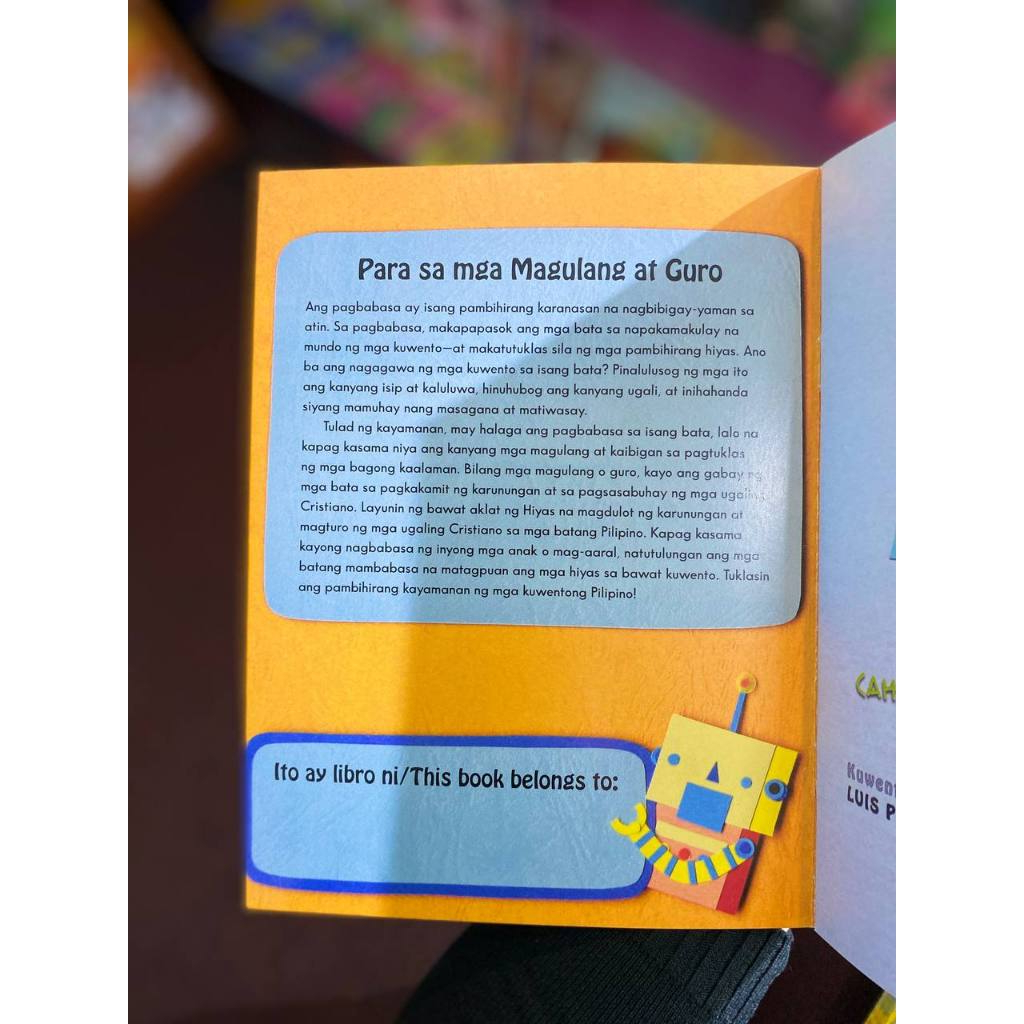 Para sa mga Magulang at Guro
Ang pagbabasa ay isang pambihirang karanasan na nagbibigay-yaman sa
atin. Sa pagbabasa, makapapasok ang mga bata sa napakamakulay na
mundo ng mga kuwento—at makatutuklas sila ng mga pambihirang hiyas. Ano
ba ang nagagawa ng mga kuwento sa isang bata? Pinalulusog ng mga ito
ang kanyang isip at kaluluwa, hinuhubog ang kanyang ugali, at inihahanda
siyang mamuhay nang masagana at matiwasay.
Tulad ng kayamanan, may halaga ang pagbabasa sa isang bata, lalo na
kapag kasama niya ang kanyang mga magulang at kaibigan sa pagtuklas
ng mga bagong kaalaman. Bilang mga magulang o guro, kayo ang gabay ng
mga bata sa pagkakamit ng karunungan at sa pagsasabuhay ng mga ugaling
Cristiano. Layunin ng bawat aklat ng Hiyas na magdulot ng karunungan at
magturo ng mga ugaling Cristiano sa mga batang Pilipino. Kapag kasama
kayong nagbabasa ng inyong mga anak o mag-aaral, natutulungan ang mga
batang mambabasa na matagpuan ang mga hiyas sa bawat kuwento. Tuklasin
ang pambihirang kayamanan ng mga kuwentong Pilipino!
Ito ay libro ni/This book belongs to:
LUIS P